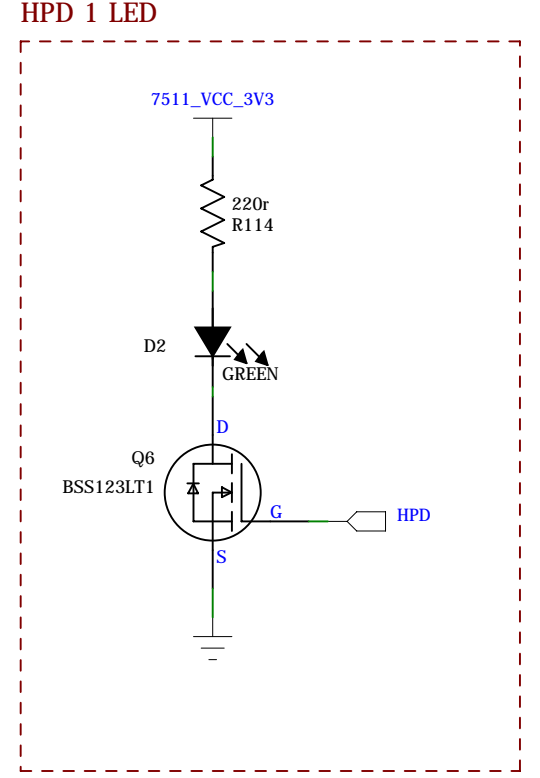 HPD 1 LED
7511_VCC_3V3
220r
R114
D2
GREEN
D
Q6
BSS123LT1
G
HPD
S